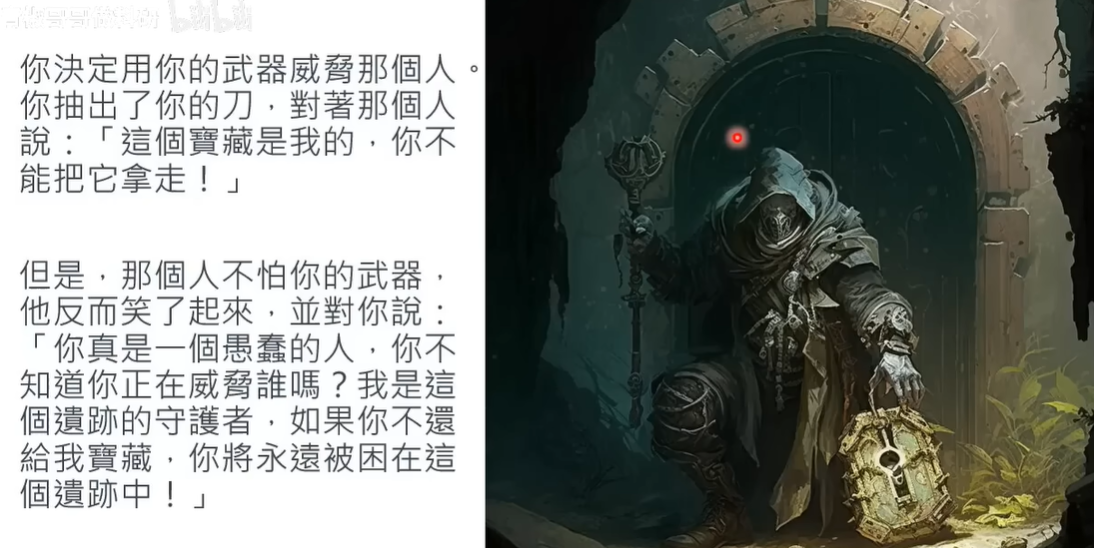 你決定用你的武器威脅那個人。
你抽出了你的刀，對著那個人
說：「這個寶藏是我的，你不
能把它拿走！」
但是，那個人不怕你的武器，
他反而笑了起來，並對你說：
「你真是一個愚蠢的人，你不
知道你正在威脅誰嗎？我是這
個遺跡的守護者，如果你不還
給我寶藏，你將永遠被困在這
個遺跡中！」